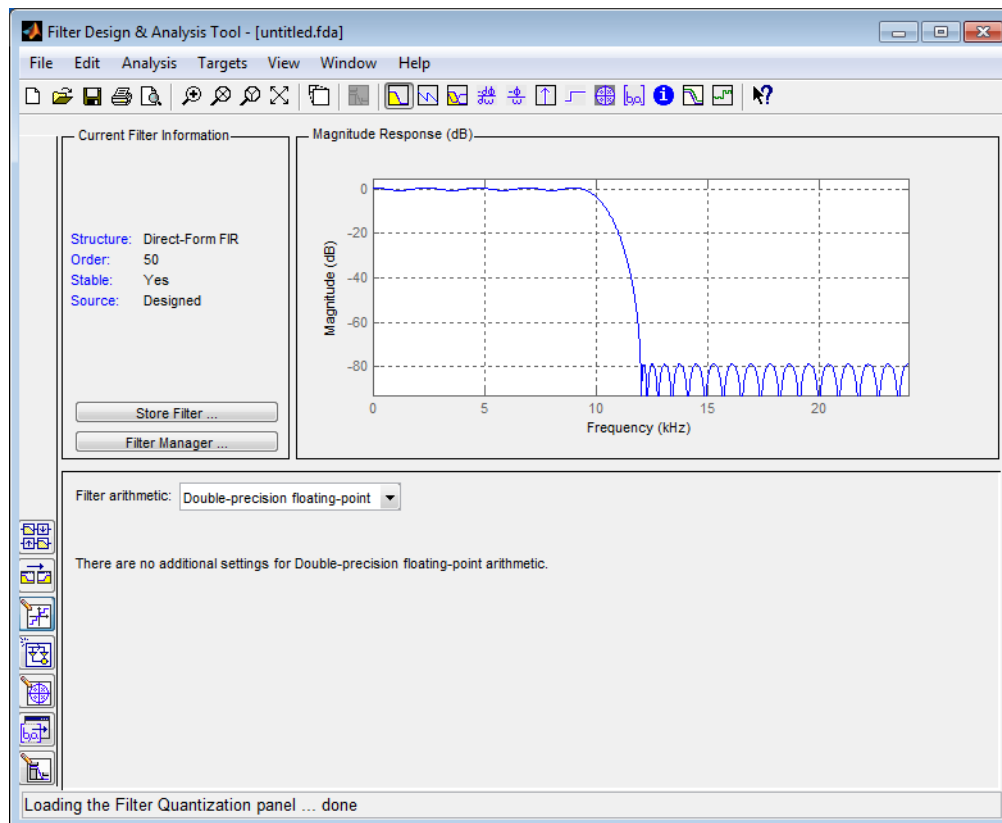 Filter Design & Analysis Tool - [untitled.fda]
File Edit Analysis Targets View Window Help
Current Filter Information
Structure: Direct-Form FIR
Order: 50
Stable: Yes
Source: Designed
Store Filter ...
Filter Manager ...
Magnitude Response (dB)
Magnitude (dB)
0
-20
-40
-60
-80
0 5 10 15 20
Frequency (kHz)
Filter arithmetic: Double-precision floating-point
There are no additional settings for Double-precision floating-point arithmetic.
Loading the Filter Quantization panel ... done